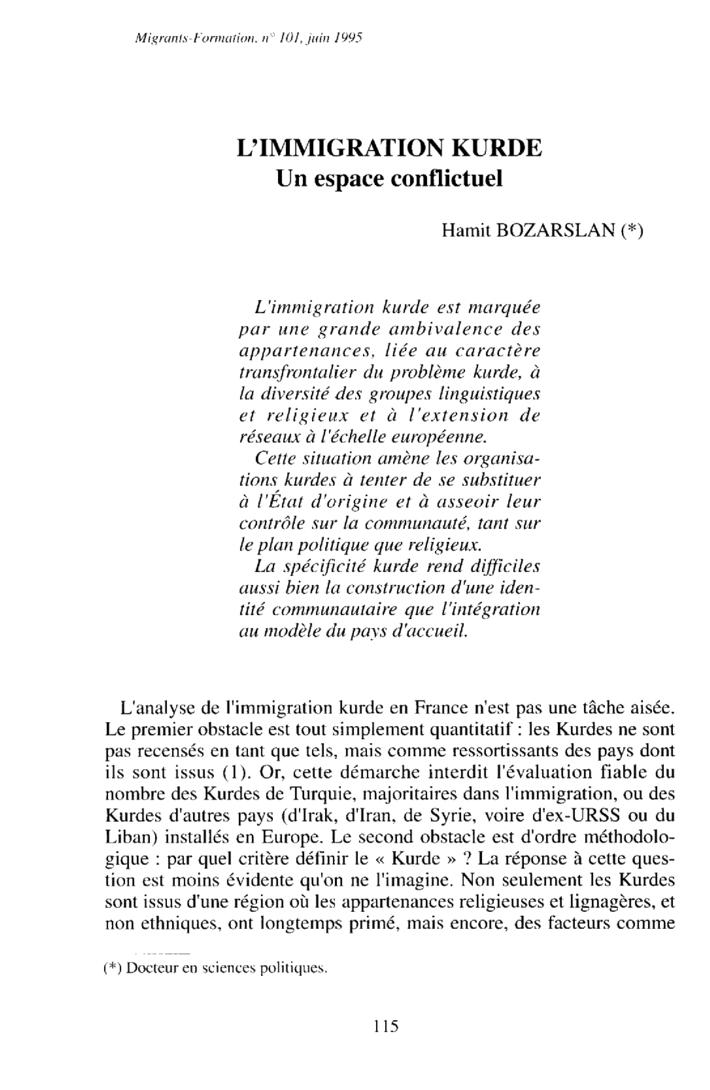 Migrants-Formation. n° 101, juin 1995
L'IMMIGRATION KURDE
Un espace conflictuel
Hamit BOZARSLAN (*)
L'immigration kurde est marquée
par une grande ambivalence des
appartenances, liée au caractère
transfrontalier du problème kurde, à
la diversité des groupes linguistiques
et religieux et à l'extension de
réseaux à l'échelle européenne.
Cette situation amène les organisa-
tions kurdes à tenter de se substituer
à l'État d'origine et à asseoir leur
contrôle sur la communauté, tant sur
le plan politique que religieux.
La spécificité kurde rend difficiles
aussi bien la construction d'une iden-
tité communautaire que l'intégration
au modèle du pays d'accueil.
L'analyse de l'immigration kurde en France n'est pas une tâche aisée.
Le premier obstacle est tout simplement quantitatif : les Kurdes ne sont
pas recensés en tant que tels, mais comme ressortissants des pays dont
ils sont issus (1). Or, cette démarche interdit l'évaluation fiable du
nombre des Kurdes de Turquie, majoritaires dans l'immigration, ou des
Kurdes d'autres pays (d'Irak, d'Iran, de Syrie, voire d'ex-URSS ou du
Liban) installés en Europe. Le second obstacle est d'ordre méthodolo-
gique : par quel critère définir le « Kurde » ? La réponse à cette ques-
tion est moins évidente qu'on ne l'imagine. Non seulement les Kurdes
sont issus d'une région où les appartenances religieuses et lignagères, et
non ethniques, ont longtemps primé, mais encore, des facteurs comme
(*) Docteur en sciences politiques.
115